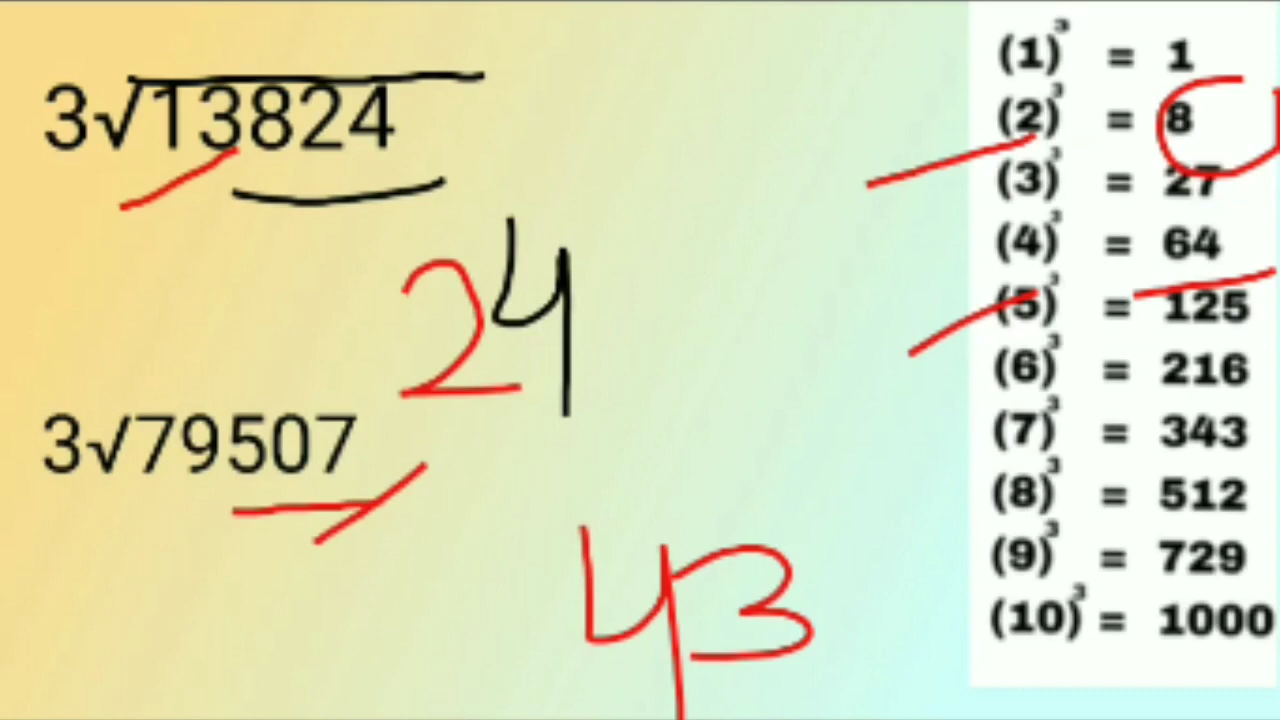 3√13824
24
3√79507
43
(1)³ = 1
(2)³ = 8
(3)³ = 27
(4)³ = 64
(5)³ = 125
(6)³ = 216
(7)³ = 343
(8)³ = 512
(9)³ = 729
(10)³ = 1000